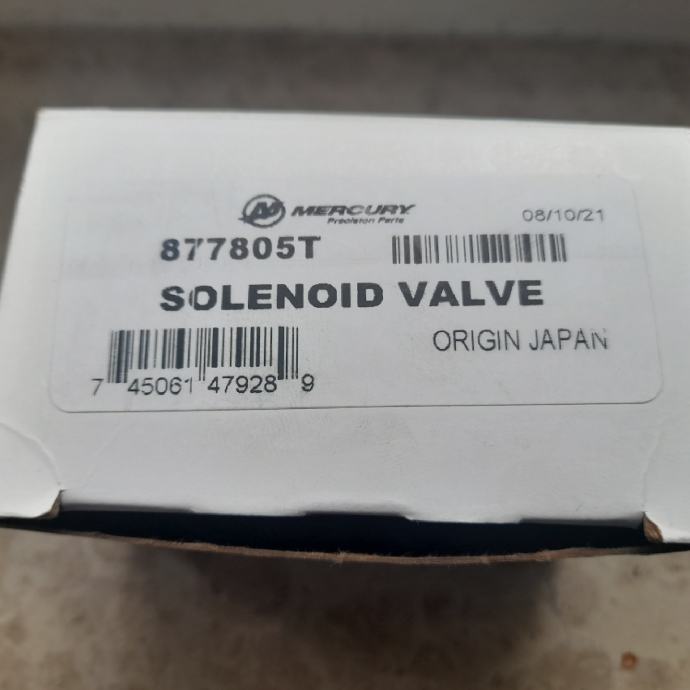 MERCURY
Precision Parts
08/10/21
877805T
SOLENOID VALVE
ORIGIN JAPAN
7 45061 47928 9